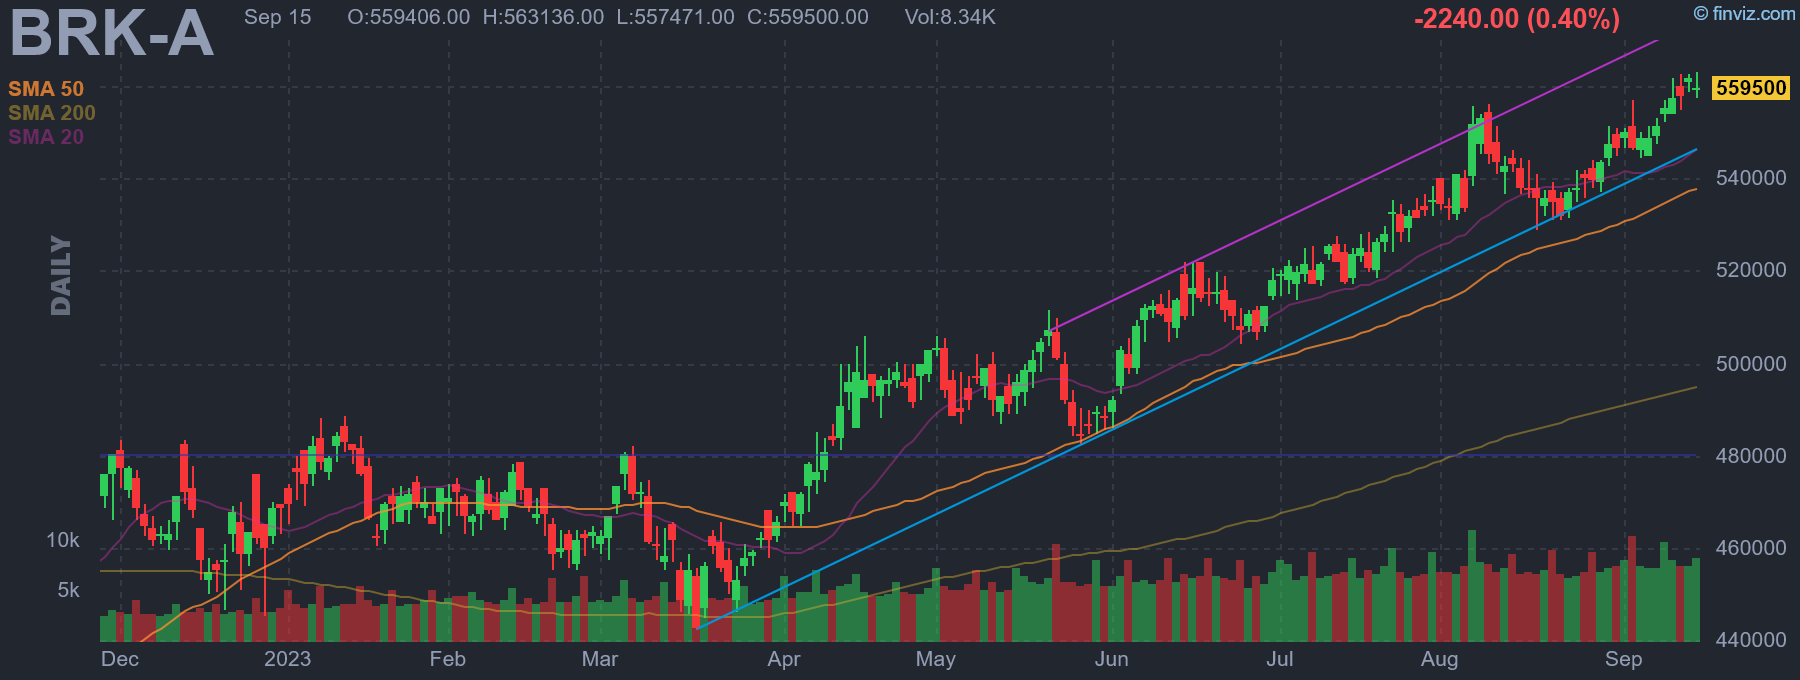 BRK-A
Sep 15 O:559406.00 H:563136.00 L:557471.00 C:559500.00 Vol:8.34K
-2240.00 (0.40%)
© finviz.com
SMA 50
SMA 200
SMA 20
DAILY
559500
540000
520000
500000
480000
460000
440000
10k
5k
Dec 2023 Feb Mar Apr May Jun Jul Aug Sep